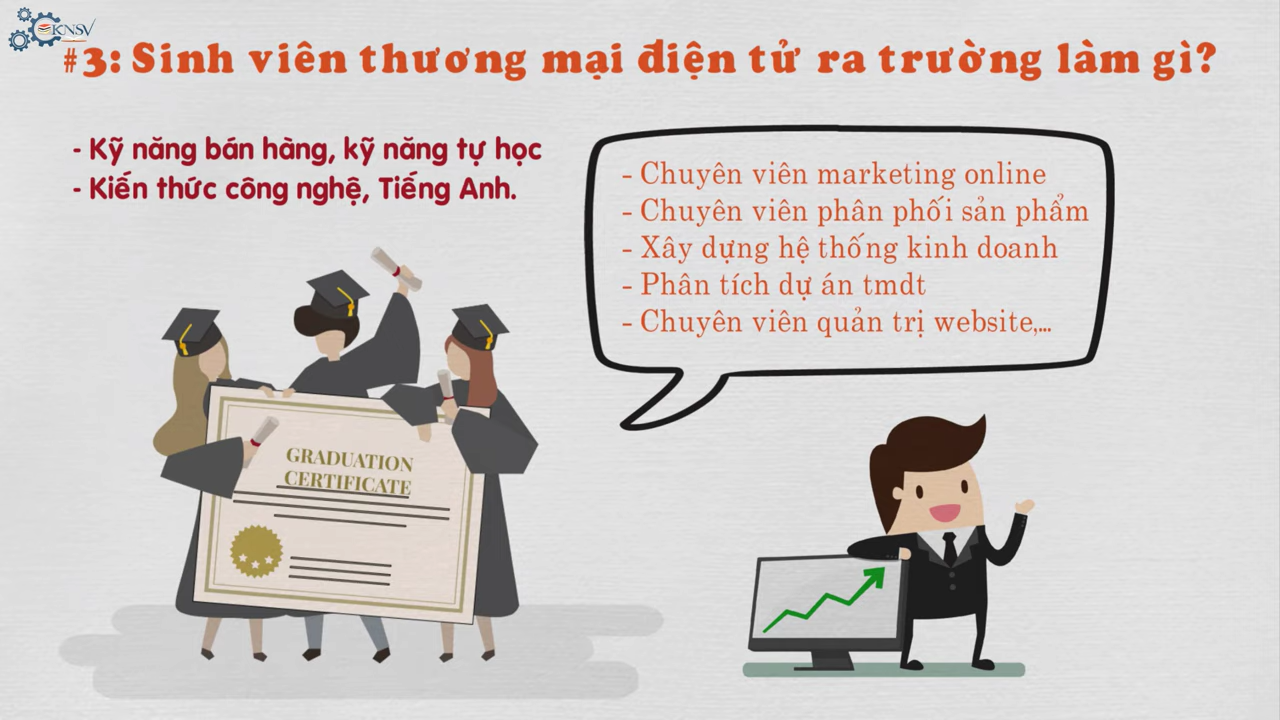 KNSV
#3: Sinh viên thương mại điện tử ra trường làm gì?
- Kỹ năng bán hàng, kỹ năng tự học
- Kiến thức công nghệ, Tiếng Anh.
- Chuyên viên marketing online
- Chuyên viên phân phối sản phẩm
- Xây dựng hệ thống kinh doanh
- Phân tích dự án tmdt
- Chuyên viên quản trị website,...
GRADUATION
CERTIFICATE